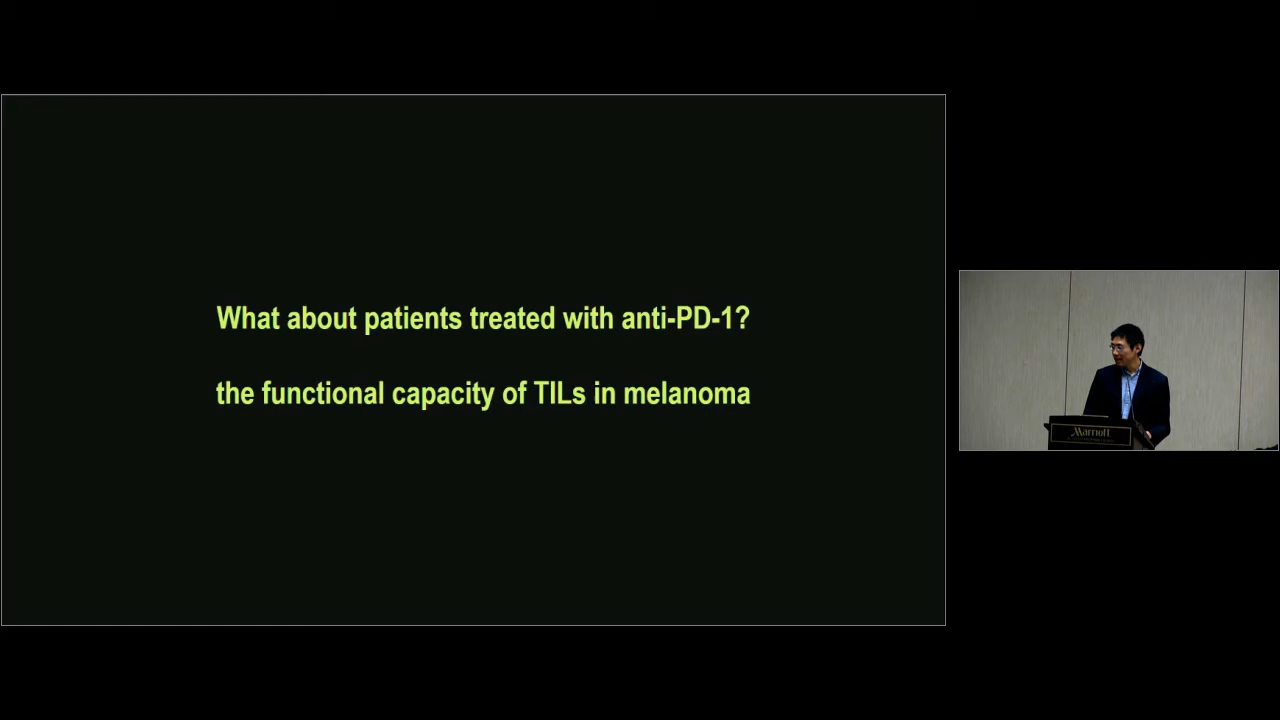 What about patients treated with anti-PD-1?
the functional capacity of TILs in melanoma
Marriott